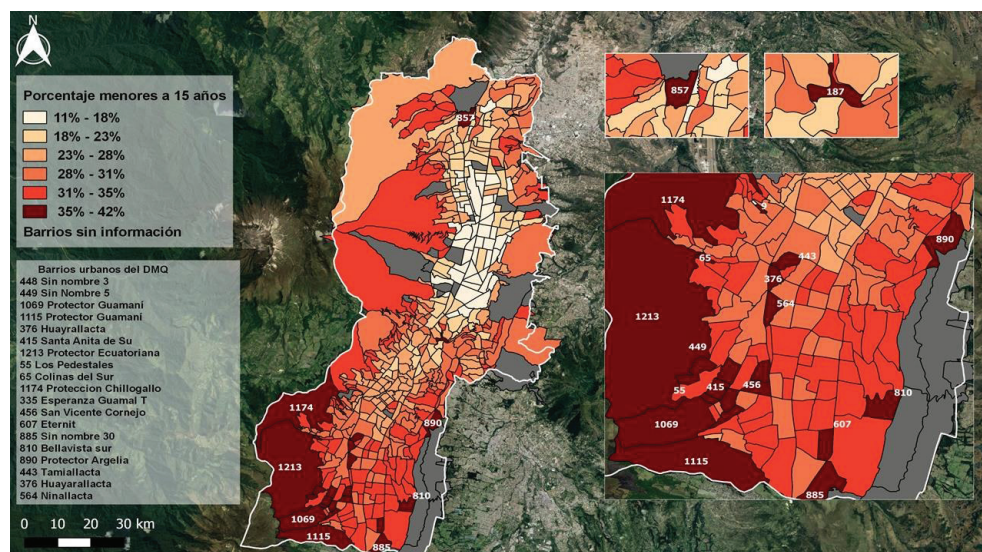 N
Porcentaje menores a 15 años
11% - 18%
18% - 23%
23% - 28%
28% - 31%
31% - 35%
35% - 42%
Barrios sin información
Barrios urbanos del DMQ
448 Sin nombre 3
449 Sin Nombre 5
1069 Protector Guamaní
1115 Protector Guamaní
376 Huayrallacta
415 Santa Anita de Su
1213 Protector Ecuatoriana
55 Los Pedestales
65 Colinas del Sur
1174 Proteccion Chillogallo
335 Esperanza Guamal T
456 San Vicente Cornejo
607 Eternit
885 Sin nombre 30
810 Bellavista sur
890 Protector Argelia
443 Tamiallacta
376 Huayarallacta
564 Ninallacta
0 10 20 30 km
857
1174
890
1213
810
1069
1115
885
857
187
1174
5
890
65
443
376
564
1213
449
55
415
456
810
1069
607
1115
885